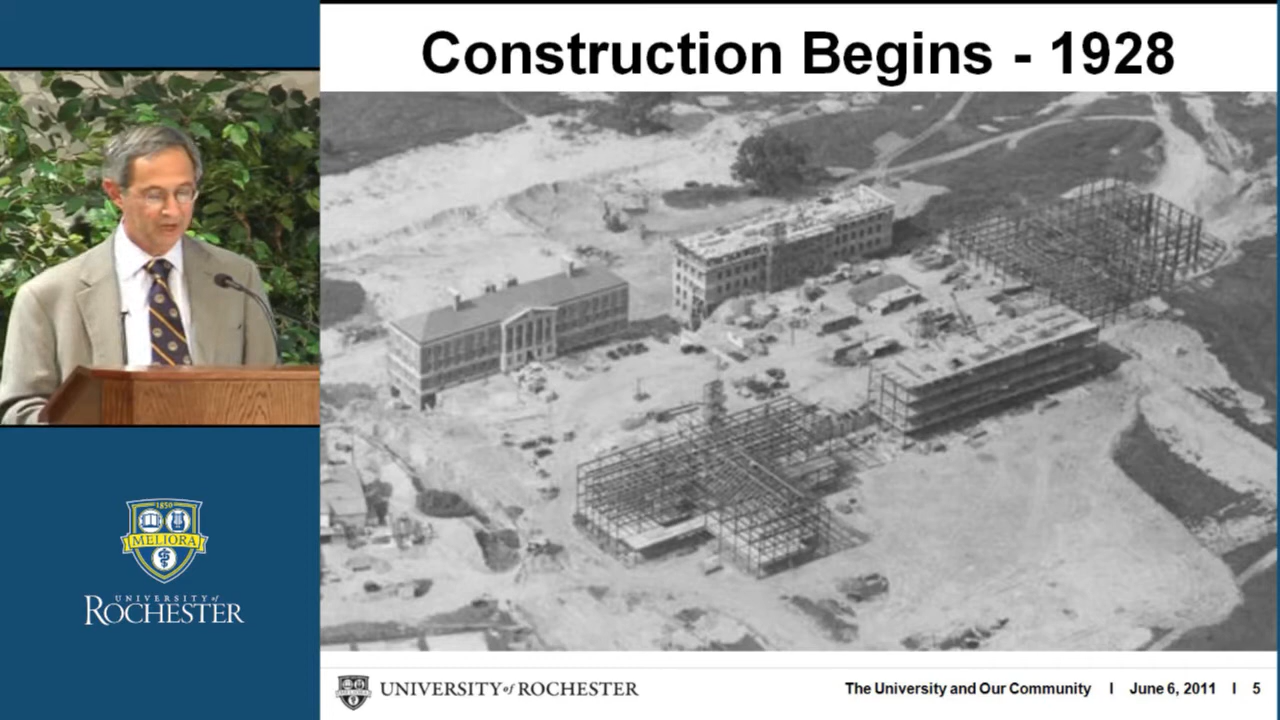 Construction Begins - 1928
1850
MELIORA
UNIVERSITY of
ROCHESTER
MELIORA
UNIVERSITY of ROCHESTER
The University and Our Community | June 6, 2011 | 5